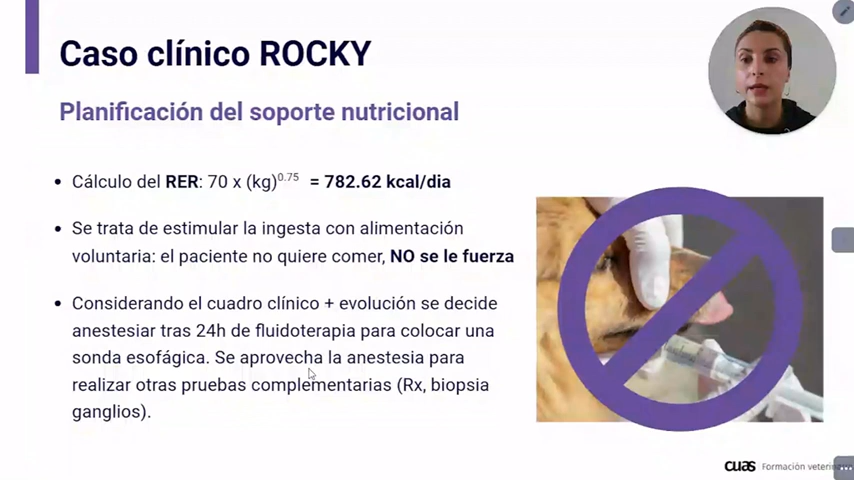 Caso clínico ROCKY
Planificación del soporte nutricional
• Cálculo del RER: 70 x (kg)^0.75 = 782.62 kcal/dia
• Se trata de estimular la ingesta con alimentación
voluntaria: el paciente no quiere comer, NO se le fuerza
• Considerando el cuadro clínico + evolución se decide
anestesiar tras 24h de fluidoterapia para colocar una
sonda esofágica. Se aprovecha la anestesia para
realizar otras pruebas complementarias (Rx, biopsia
ganglios).
cuas Formación